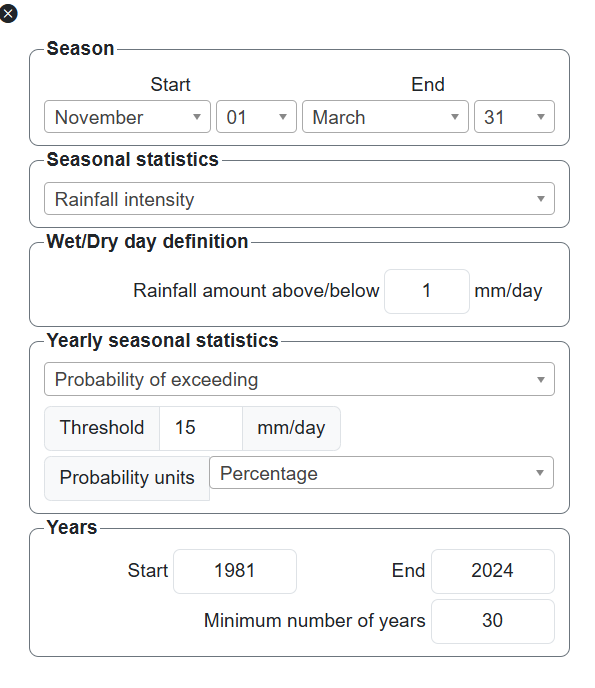 Season
Start End
November 01 March 31
Seasonal statistics
Rainfall intensity
Wet/Dry day definition
Rainfall amount above/below 1 mm/day
Yearly seasonal statistics
Probability of exceeding
Threshold 15 mm/day
Probability units Percentage
Years
Start 1981 End 2024
Minimum number of years 30